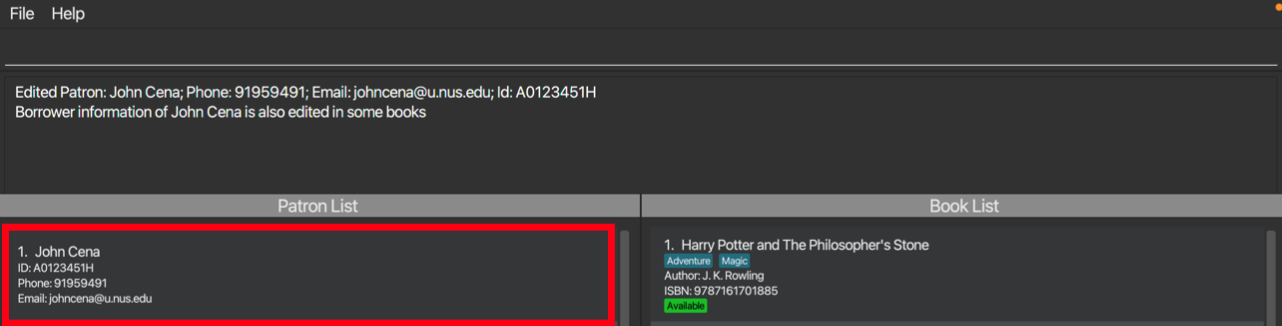 File Help
Edited Patron: John Cena; Phone: 91959491; Email: johncena@u.nus.edu; Id: A0123451H
Borrower information of John Cena is also edited in some books
Patron List
1. John Cena
ID: A0123451H
Phone: 91959491
Email: johncena@u.nus.edu
Book List
1. Harry Potter and The Philosopher's Stone
Adventure Magic
Author: J. K. Rowling
ISBN: 9787161701885
Available